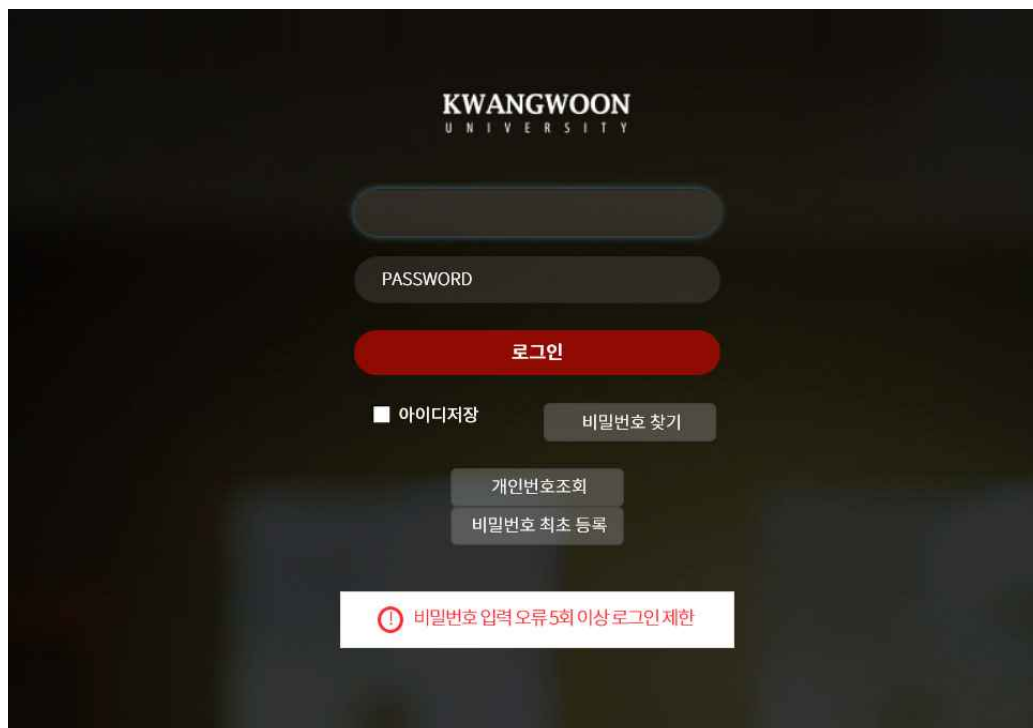 KWANGWOON
UNIVERSITY
PASSWORD
로그인
아이디저장
비밀번호 찾기
개인번호조회
비밀번호 최초 등록
비밀번호 입력 오류 5회 이상 로그인 제한